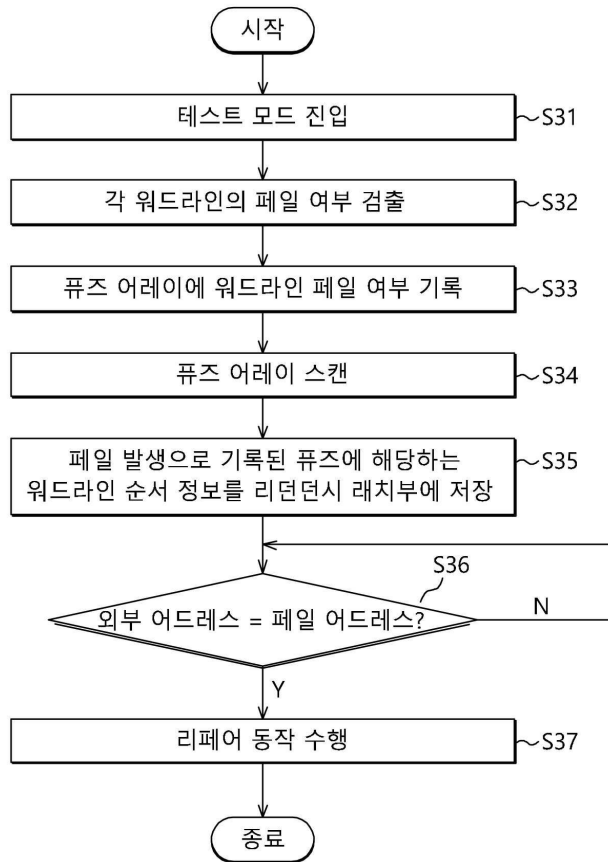 시작
테스트 모드 진입
S31
각 워드라인의 페일 여부 검출
S32
퓨즈 어레이에 워드라인 페일 여부 기록
S33
퓨즈 어레이 스캔
S34
페일 발생으로 기록된 퓨즈에 해당하는
워드라인 순서 정보를 리던던시 래치부에 저장
S35
S36
외부 어드레스 = 페일 어드레스?
N
Y
리페어 동작 수행
S37
종료